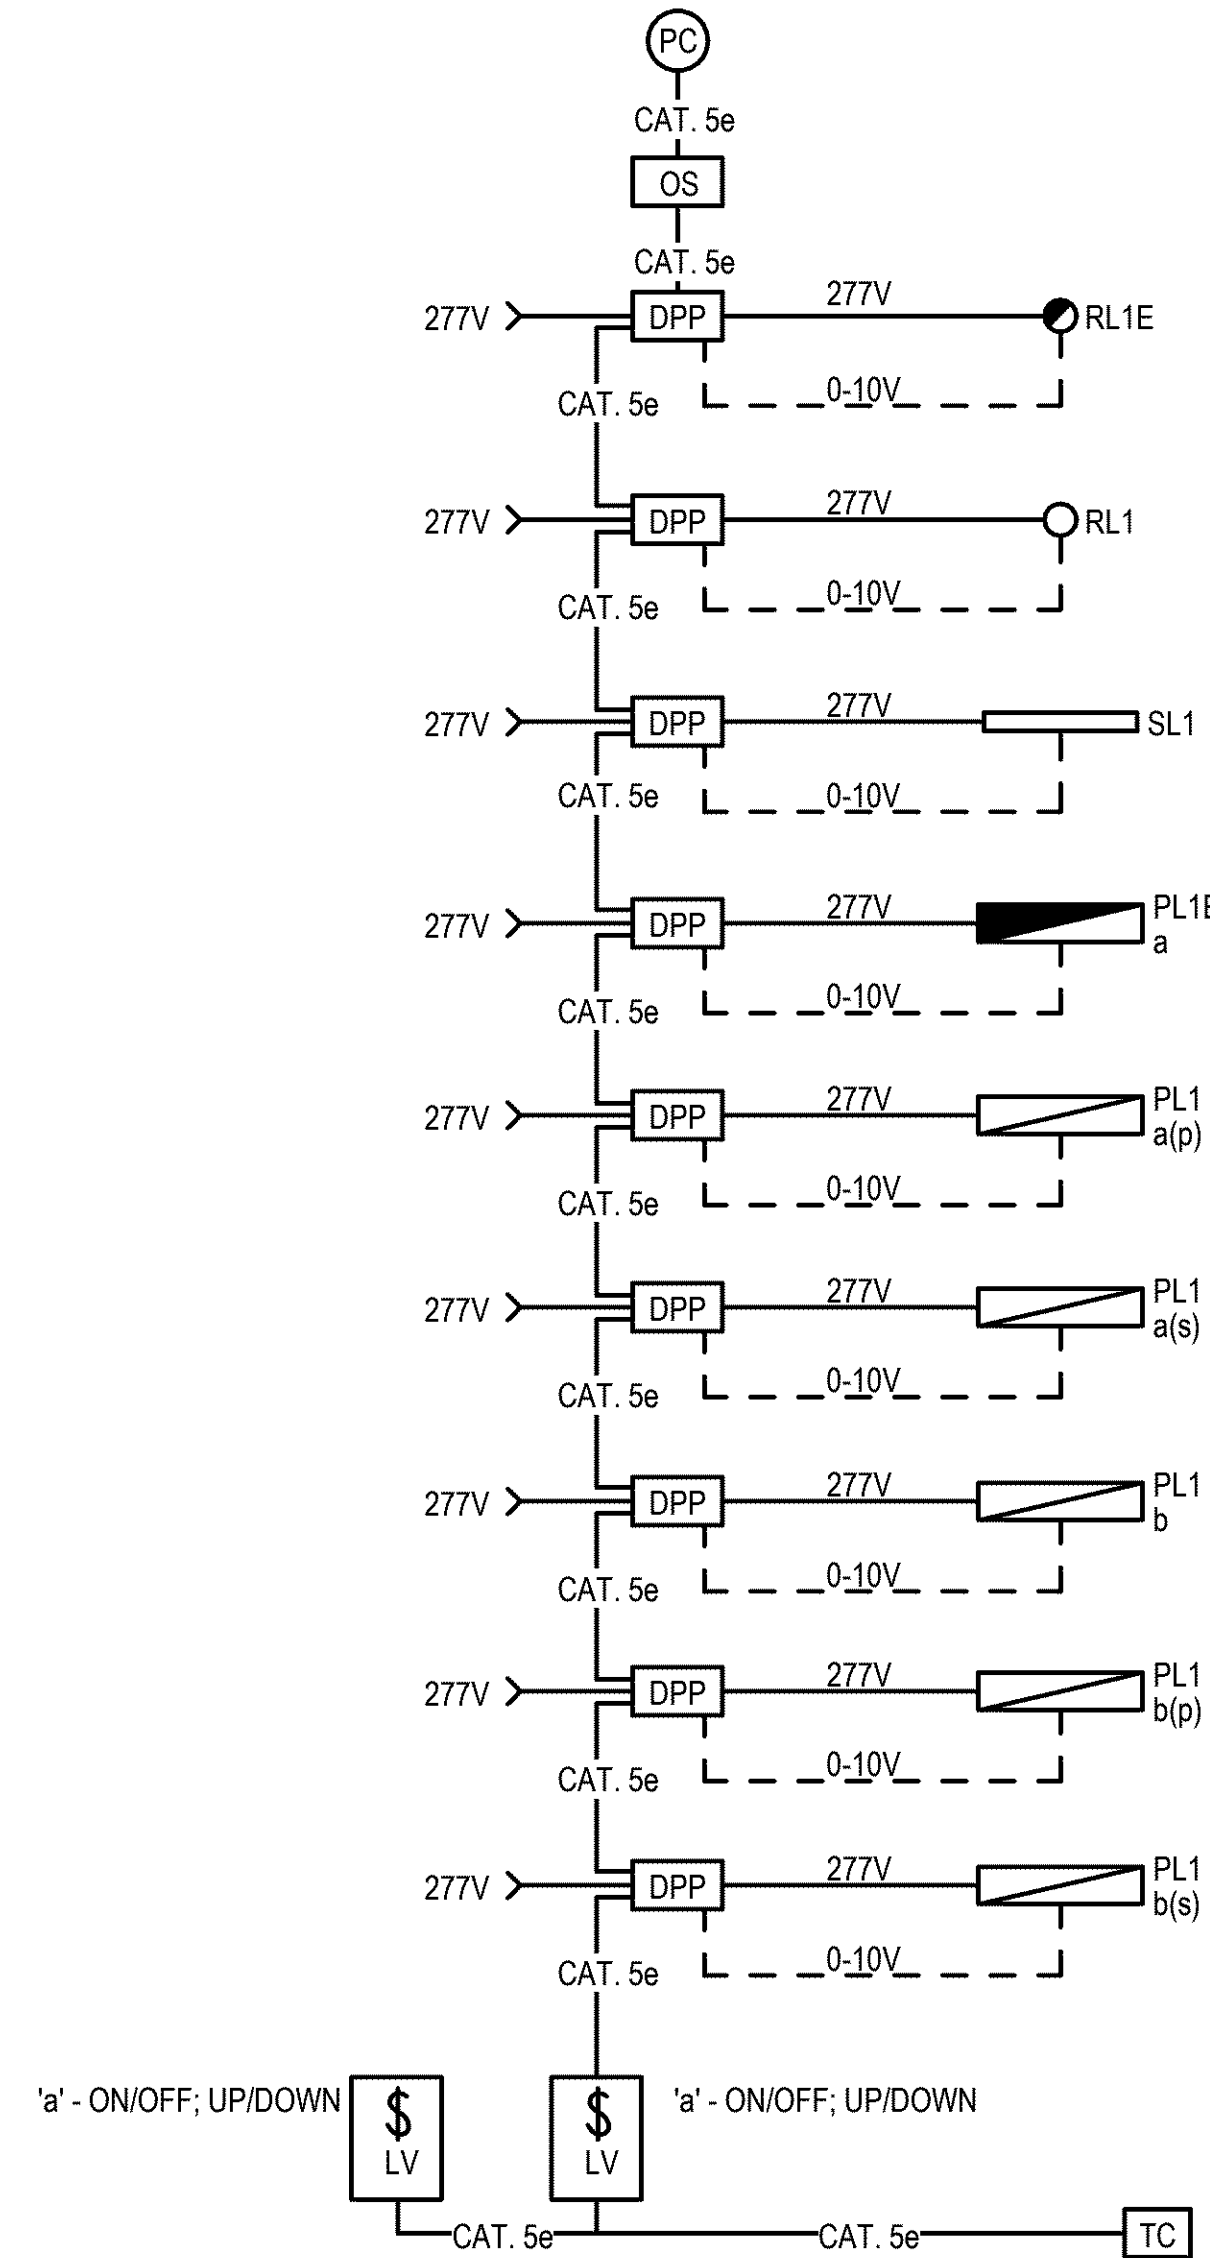 PC
CAT. 5e
OS
CAT. 5e
277V DPP 277V RL1E
CAT. 5e 0-10V
277V DPP 277V RL1
CAT. 5e 0-10V
277V DPP 277V SL1
CAT. 5e 0-10V
277V DPP 277V PL1E
a
CAT. 5e 0-10V
277V DPP 277V PL1
a(p)
CAT. 5e 0-10V
277V DPP 277V PL1
a(s)
CAT. 5e 0-10V
277V DPP 277V PL1
b
CAT. 5e 0-10V
277V DPP 277V PL1
b(p)
CAT. 5e 0-10V
277V DPP 277V PL1
b(s)
CAT. 5e 0-10V
'a' - ON/OFF; UP/DOWN $ $ 'a' - ON/OFF; UP/DOWN
LV LV
CAT. 5e CAT. 5e TC